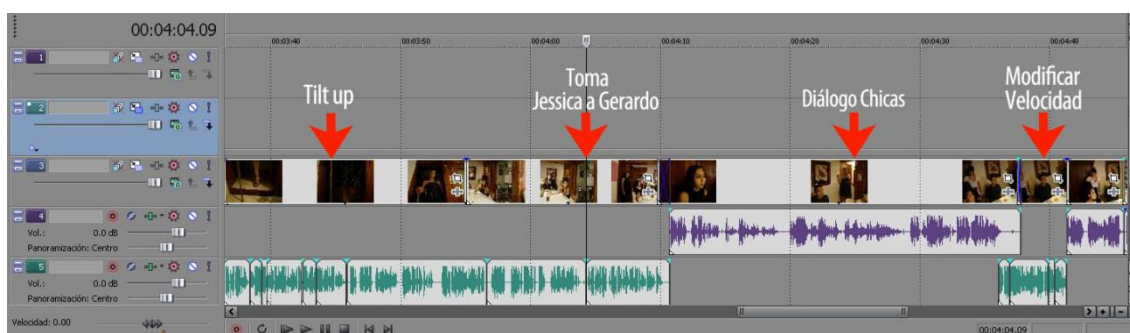 00:04:04.09
00:03:40 00:03:50 00:04:00 00:04:10 00:04:20 00:04:30 00:04:40
1
Tilt up
Toma
Jessica a Gerardo
Diálogo Chicas
Modificar
Velocidad
2
3
4
Vol.: 0.0 dB
Panoramización: Centro
5
Vol.: 0.0 dB
Panoramización: Centro
Velocidad: 0.00
00:04:04.09